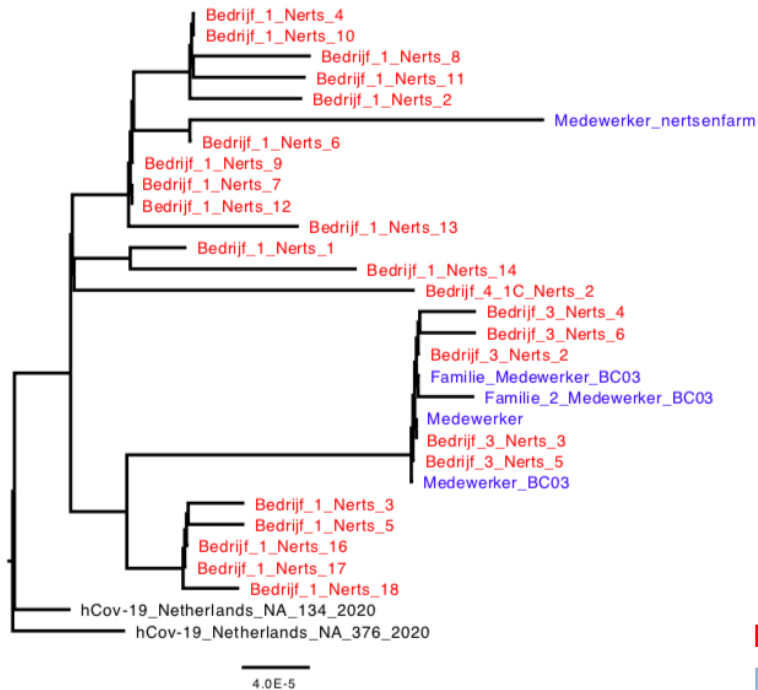 Bedrijf_1_Nerts_4
Bedrijf_1_Nerts_10
Bedrijf_1_Nerts_8
Bedrijf_1_Nerts_11
Bedrijf_1_Nerts_2
Medewerker_nertsenfarm
Bedrijf_1_Nerts_6
Bedrijf_1_Nerts_9
Bedrijf_1_Nerts_7
Bedrijf_1_Nerts_12
Bedrijf_1_Nerts_13
Bedrijf_1_Nerts_1
Bedrijf_1_Nerts_14
Bedrijf_4_1C_Nerts_2
Bedrijf_3_Nerts_4
Bedrijf_3_Nerts_6
Bedrijf_3_Nerts_2
Familie_Medewerker_BC03
Familie_2_Medewerker_BC03
Medewerker
Bedrijf_3_Nerts_3
Bedrijf_3_Nerts_5
Medewerker_BC03
Bedrijf_1_Nerts_3
Bedrijf_1_Nerts_5
Bedrijf_1_Nerts_16
Bedrijf_1_Nerts_17
Bedrijf_1_Nerts_18
hCov-19_Netherlands_NA_134_2020
hCov-19_Netherlands_NA_376_2020
4.0E-5